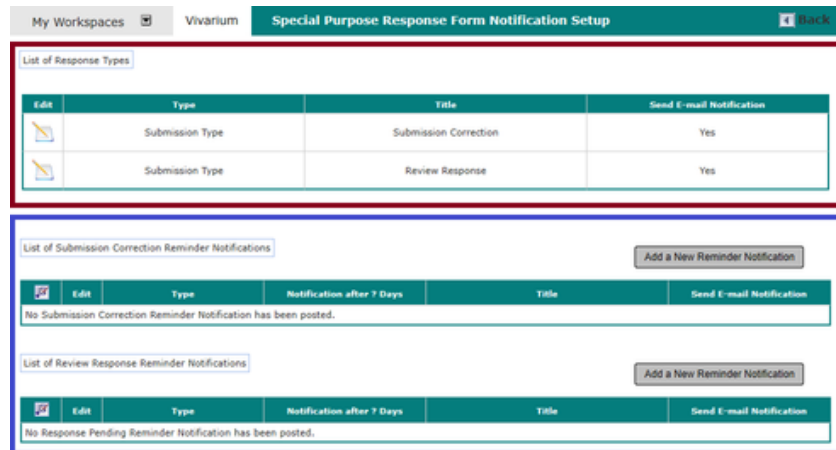 My Workspaces Vivarium Special Purpose Response Form Notification Setup Back
List of Response Types
Edit Type Title Send E-mail Notification
Submission Type Submission Correction Yes
Submission Type Review Response Yes
List of Submission Correction Reminder Notifications
Add a New Reminder Notification
Edit Type Notification after ? Days Title Send E-mail Notification
No Submission Correction Reminder Notification has been posted.
List of Review Response Reminder Notifications
Add a New Reminder Notification
Edit Type Notification after ? Days Title Send E-mail Notification
No Response Pending Reminder Notification has been posted.